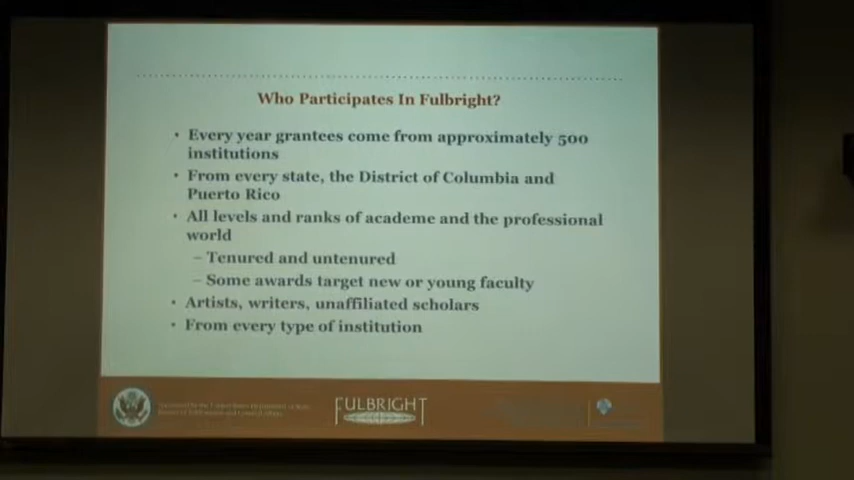 Who Participates In Fulbright?
• Every year grantees come from approximately 500
institutions
• From every state, the District of Columbia and
Puerto Rico
• All levels and ranks of academe and the professional
world
– Tenured and untenured
– Some awards target new or young faculty
• Artists, writers, unaffiliated scholars
• From every type of institution
FULBRIGHT